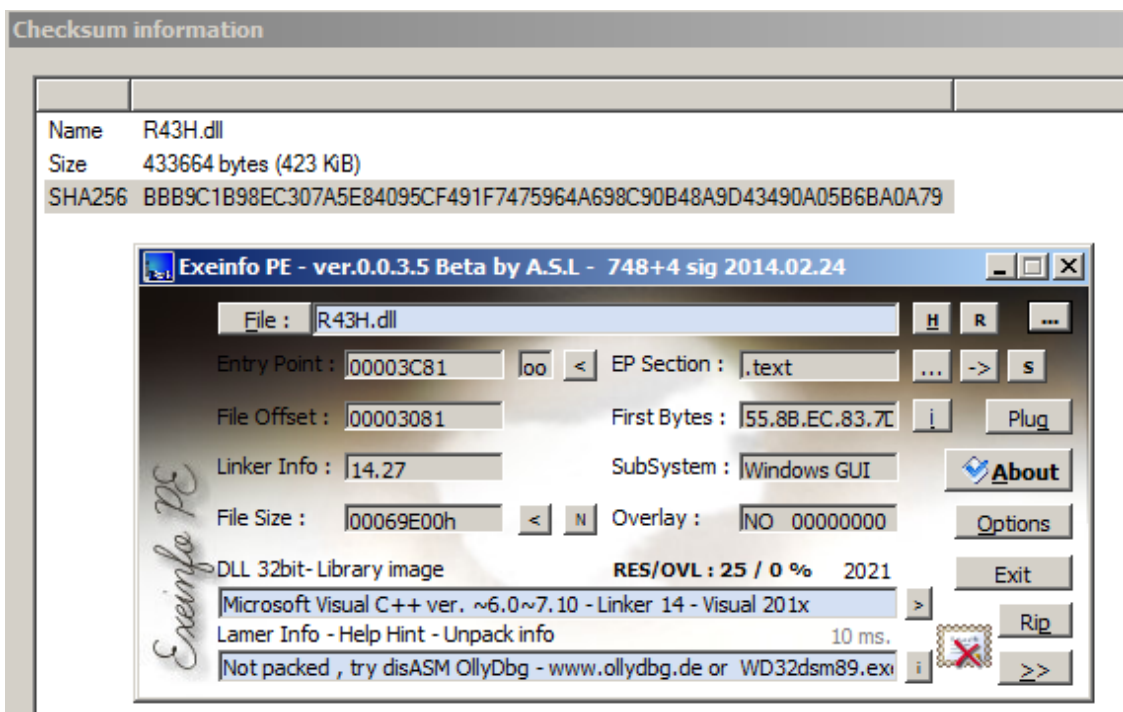 Checksum information
Name R43H.dll
Size 433664 bytes (423 KiB)
SHA256 BBB9C1B98EC307A5E84095CF491F7475964A698C90B48A9D43490A05B6BA0A79
Exeinfo PE - ver.0.0.3.5 Beta by A.S.L - 748+4 sig 2014.02.24
File : R43H.dll H R ...
Entry Point : 00003C81 oo < EP Section : .text ... -> S
File Offset : 00003081 First Bytes : 55.8B.EC.83.7D i Plug
Linker Info : 14.27 SubSystem : Windows GUI About
File Size : 00069E00h < N Overlay : NO 00000000 Options
Exeinfo PE
DLL 32bit- Library image RES/OVL : 25 / 0 % 2021 Exit
Microsoft Visual C++ ver. ~6.0~7.10 - Linker 14 - Visual 201x >
Lamer Info - Help Hint - Unpack info 10 ms. Rip
Not packed , try disASM OllyDbg - www.ollydbg.de or WD32dsm89.exe i >>